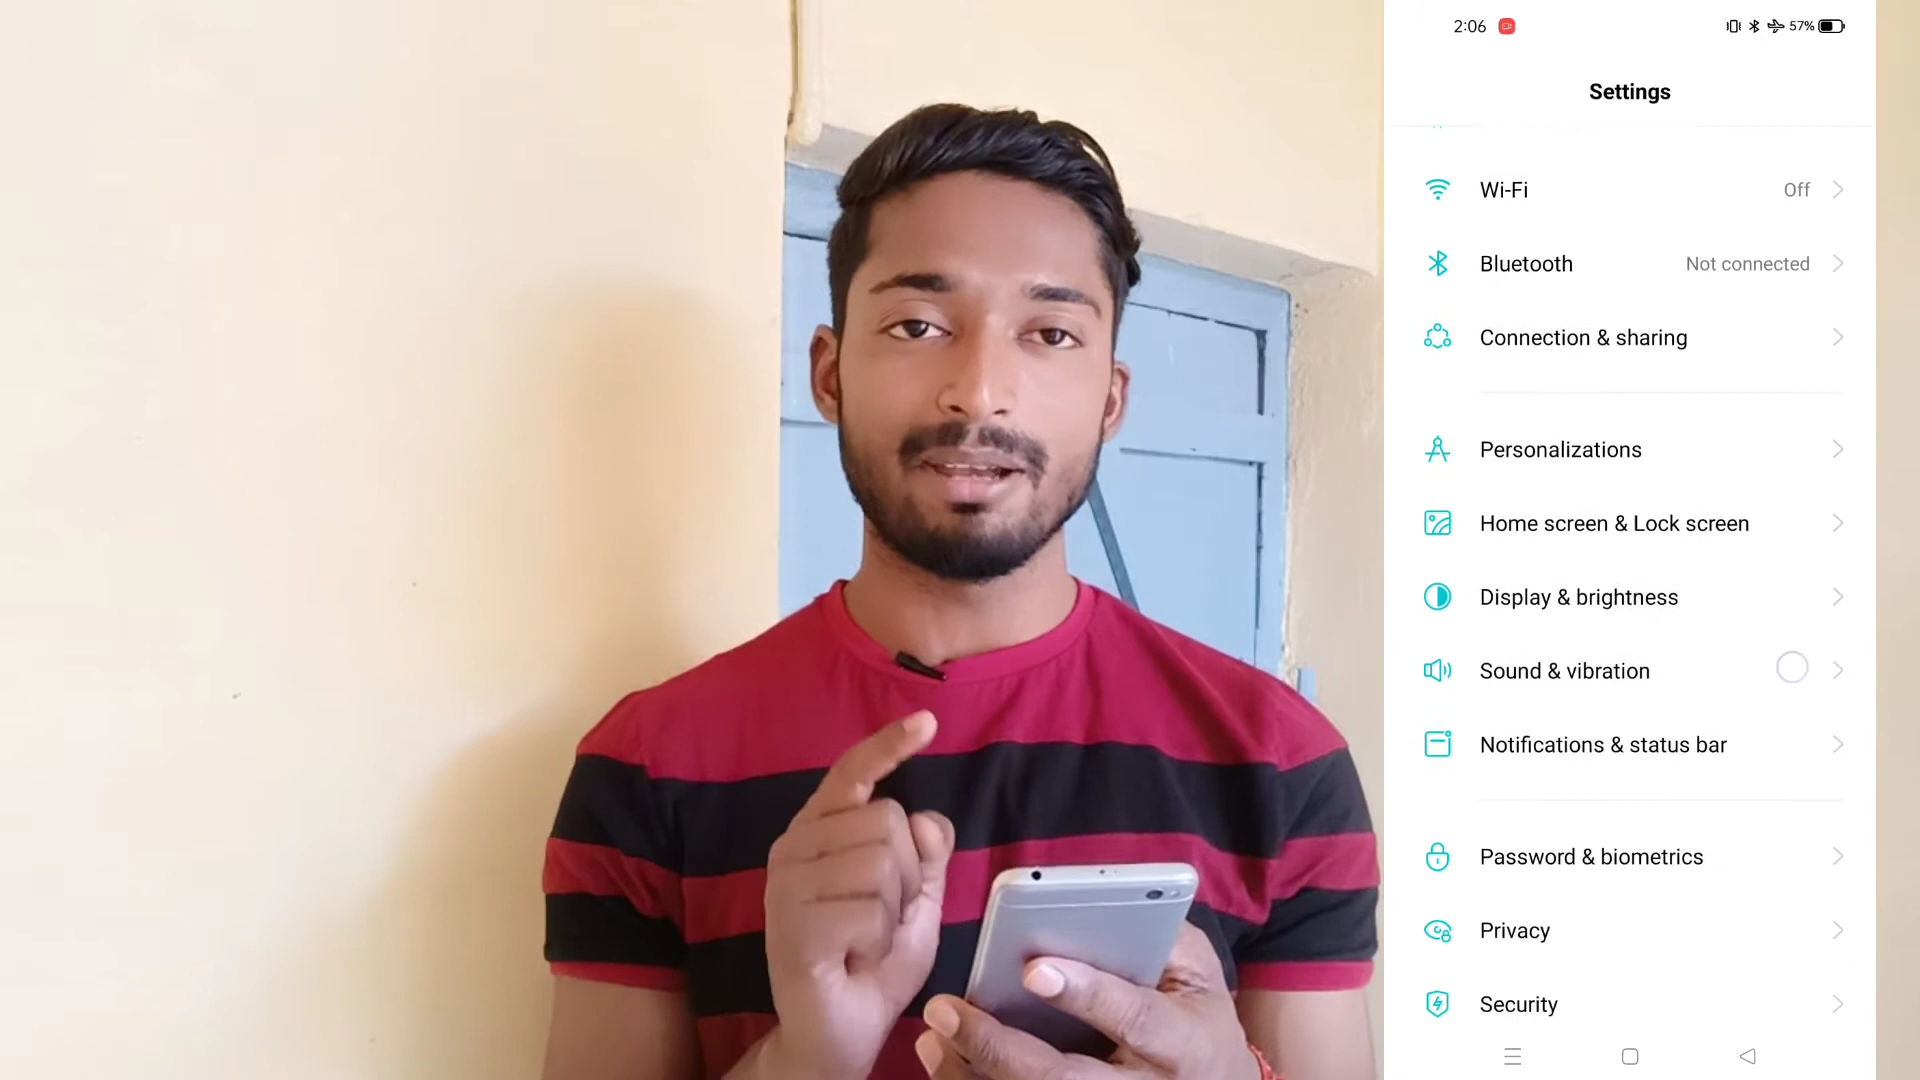 2:06 57%
Settings
Wi-Fi Off
Bluetooth Not connected
Connection & sharing
Personalizations
Home screen & Lock screen
Display & brightness
Sound & vibration
Notifications & status bar
Password & biometrics
Privacy
Security